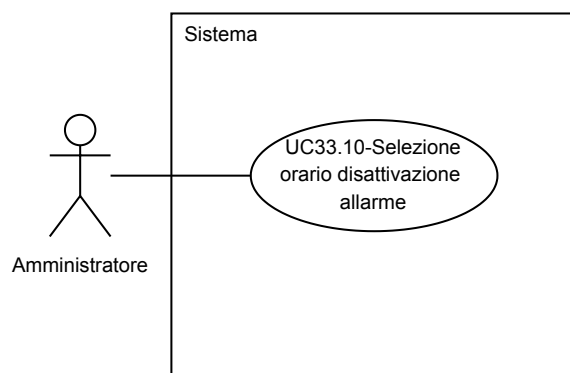 Sistema
UC33.10-Selezione
orario disattivazione
allarme
Amministratore